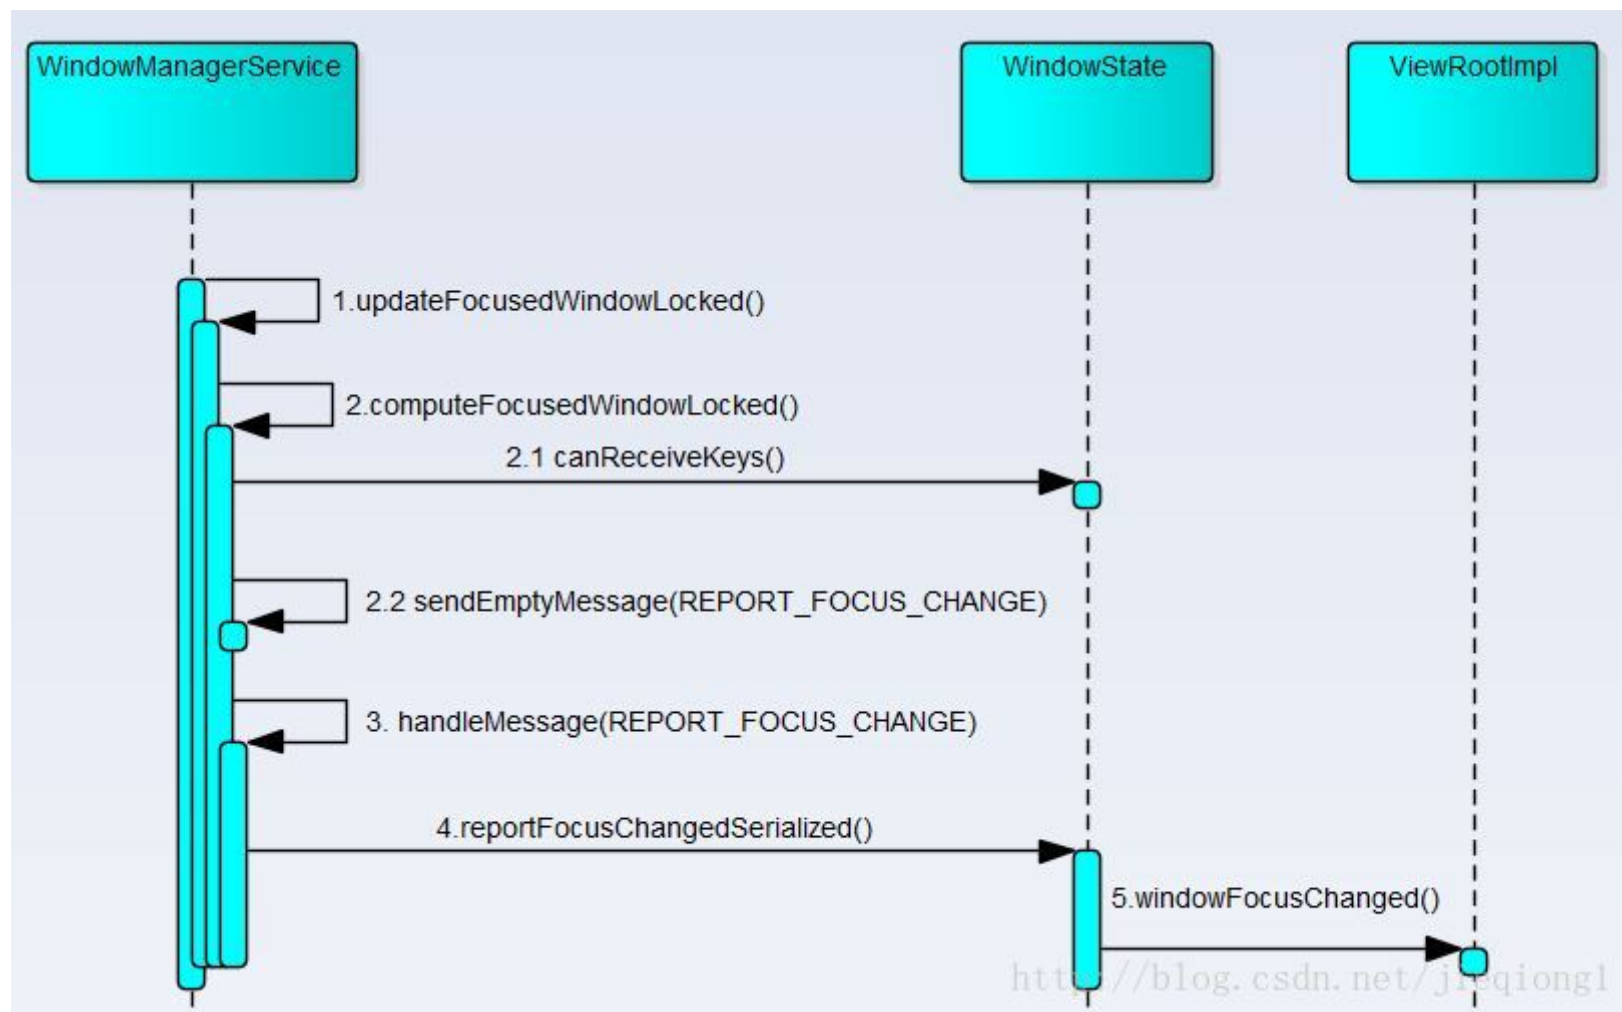 WindowManagerService
WindowState
ViewRootImpl
1.updateFocusedWindowLocked()
2.computeFocusedWindowLocked()
2.1 canReceiveKeys()
2.2 sendEmptyMessage(REPORT_FOCUS_CHANGE)
3. handleMessage(REPORT_FOCUS_CHANGE)
4.reportFocusChangedSerialized()
5.windowFocusChanged()